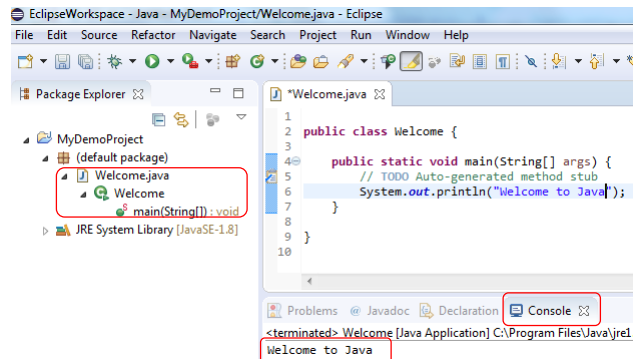 EclipseWorkspace - Java - MyDemoProject/Welcome.java - Eclipse
File Edit Source Refactor Navigate Search Project Run Window Help
Package Explorer
MyDemoProject
(default package)
Welcome.java
Welcome
main(String[]) : void
JRE System Library [JavaSE-1.8]
*Welcome.java
1
2 public class Welcome {
3
4 public static void main(String[] args) {
5 // TODO Auto-generated method stub
6 System.out.println("Welcome to Java");
7 }
8
9 }
10
Problems @ Javadoc Declaration Console
<terminated> Welcome [Java Application] C:\Program Files\Java\jre1
Welcome to Java